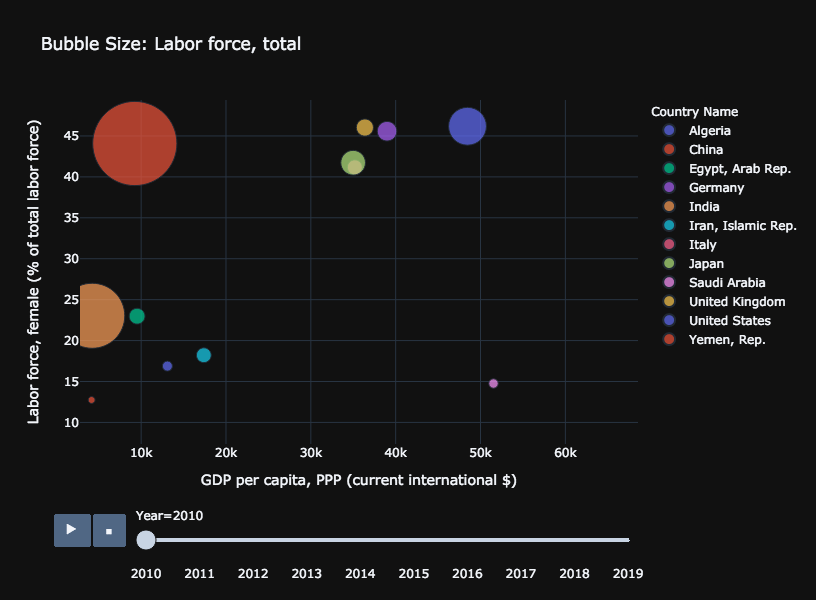 Bubble Size: Labor force, total
Labor force, female (% of total labor force)
45
40
35
30
25
20
15
10
10k 20k 30k 40k 50k 60k
GDP per capita, PPP (current international $)
Country Name
Algeria
China
Egypt, Arab Rep.
Germany
India
Iran, Islamic Rep.
Italy
Japan
Saudi Arabia
United Kingdom
United States
Yemen, Rep.
Year=2010
2010 2011 2012 2013 2014 2015 2016 2017 2018 2019